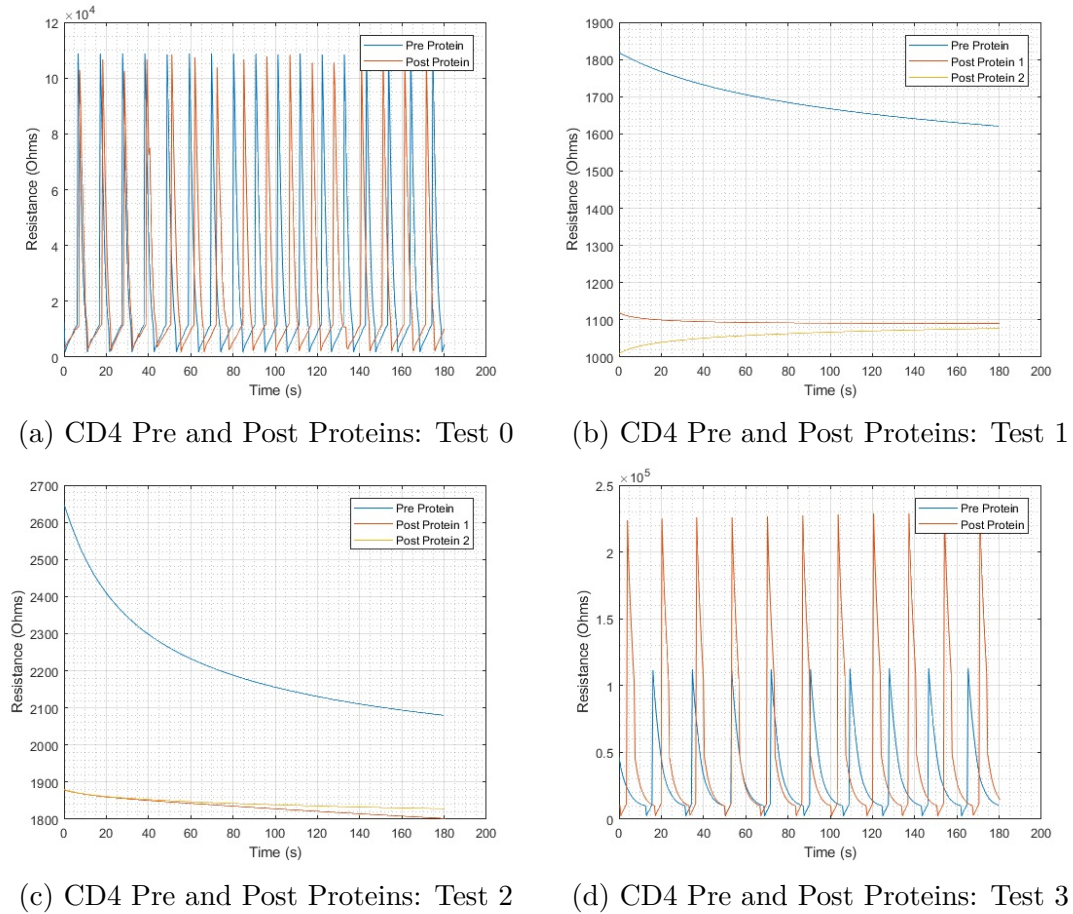 ×10⁴
12
10
8
6
4
2
0
Resistance (Ohms)
Pre Protein
Post Protein
0 20 40 60 80 100 120 140 160 180 200
Time (s)
(a) CD4 Pre and Post Proteins: Test 0
1900
1800
1700
1600
1500
1400
1300
1200
1100
1000
Resistance (Ohms)
Pre Protein
Post Protein 1
Post Protein 2
0 20 40 60 80 100 120 140 160 180 200
Time (s)
(b) CD4 Pre and Post Proteins: Test 1
2700
2600
2500
2400
2300
2200
2100
2000
1900
1800
Resistance (Ohms)
Pre Protein
Post Protein 1
Post Protein 2
0 20 40 60 80 100 120 140 160 180 200
Time (s)
(c) CD4 Pre and Post Proteins: Test 2
×10⁵
2.5
2
1.5
1
0.5
0
Resistance (Ohms)
Pre Protein
Post Protein
0 20 40 60 80 100 120 140 160 180 200
Time (s)
(d) CD4 Pre and Post Proteins: Test 3